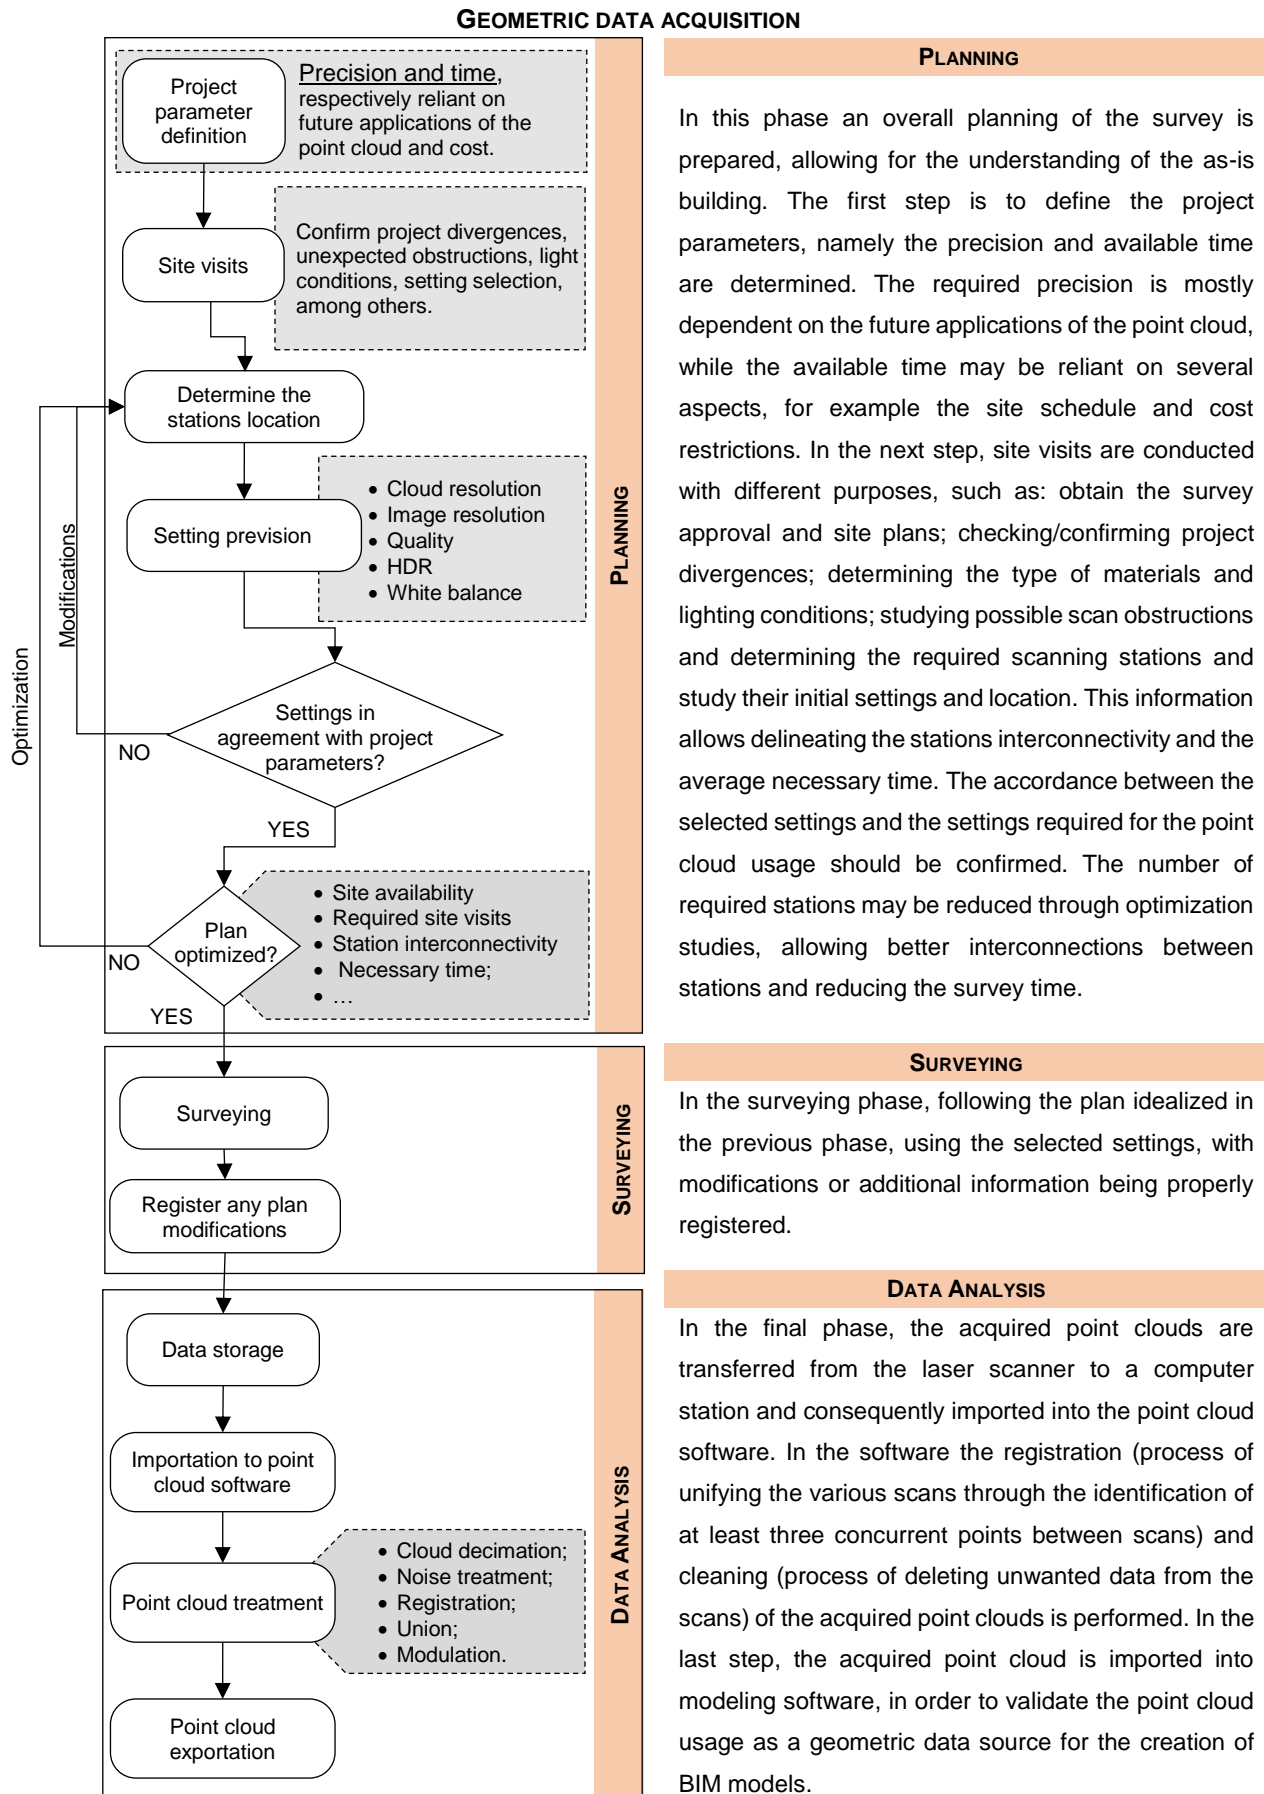 GEOMETRIC DATA ACQUISITION
Project
parameter
definition
Precision and time,
respectively reliant on
future applications of the
point cloud and cost.
Site visits
Confirm project divergences,
unexpected obstructions, light
conditions, setting selection,
among others.
Determine the
stations location
Setting prevision
• Cloud resolution
• Image resolution
• Quality
• HDR
• White balance
Modifications
Optimization
Settings in
agreement with project
parameters?
NO
YES
Plan
optimized?
• Site availability
• Required site visits
• Station interconnectivity
• Necessary time;
• …
NO
YES
PLANNING
Surveying
Register any plan
modifications
SURVEYING
Data storage
Importation to point
cloud software
Point cloud treatment
• Cloud decimation;
• Noise treatment;
• Registration;
• Union;
• Modulation.
Point cloud
exportation
DATA ANALYSIS
PLANNING
In this phase an overall planning of the survey is
prepared, allowing for the understanding of the as-is
building. The first step is to define the project
parameters, namely the precision and available time
are determined. The required precision is mostly
dependent on the future applications of the point cloud,
while the available time may be reliant on several
aspects, for example the site schedule and cost
restrictions. In the next step, site visits are conducted
with different purposes, such as: obtain the survey
approval and site plans; checking/confirming project
divergences; determining the type of materials and
lighting conditions; studying possible scan obstructions
and determining the required scanning stations and
study their initial settings and location. This information
allows delineating the stations interconnectivity and the
average necessary time. The accordance between the
selected settings and the settings required for the point
cloud usage should be confirmed. The number of
required stations may be reduced through optimization
studies, allowing better interconnections between
stations and reducing the survey time.
SURVEYING
In the surveying phase, following the plan idealized in
the previous phase, using the selected settings, with
modifications or additional information being properly
registered.
DATA ANALYSIS
In the final phase, the acquired point clouds are
transferred from the laser scanner to a computer
station and consequently imported into the point cloud
software. In the software the registration (process of
unifying the various scans through the identification of
at least three concurrent points between scans) and
cleaning (process of deleting unwanted data from the
scans) of the acquired point clouds is performed. In the
last step, the acquired point cloud is imported into
modeling software, in order to validate the point cloud
usage as a geometric data source for the creation of
BIM models.